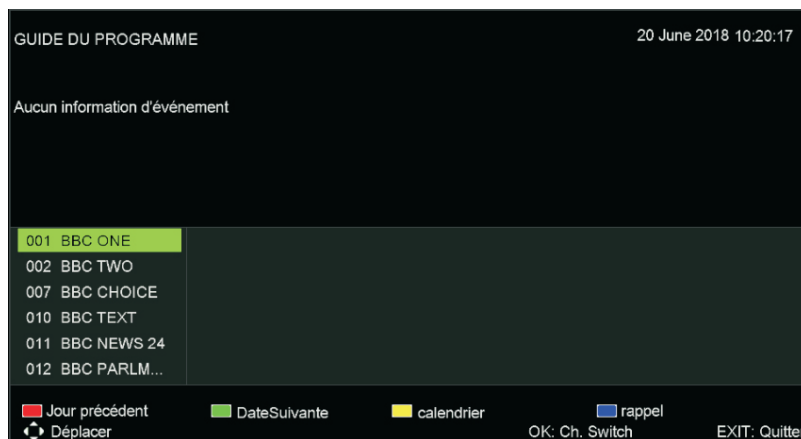 GUIDE DU PROGRAMME 20 June 2018 10:20:17
Aucun information d'événement
001 BBC ONE
002 BBC TWO
007 BBC CHOICE
010 BBC TEXT
011 BBC NEWS 24
012 BBC PARLM...
Jour précédent DateSuivante calendrier rappel
Déplacer OK: Ch. Switch EXIT: Quitte